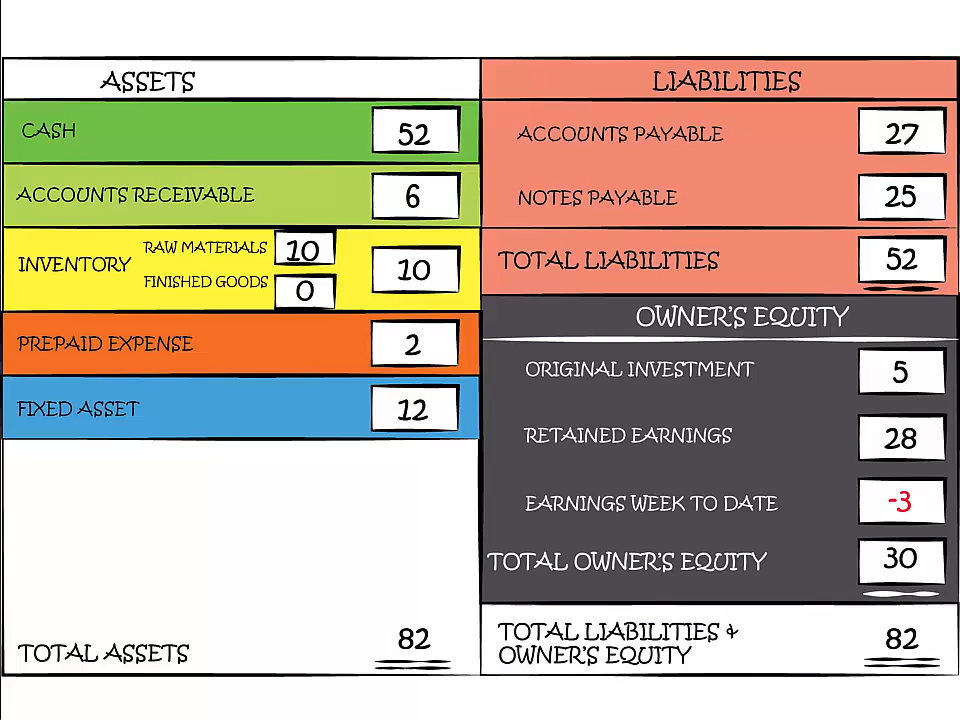 ASSETS
CASH 52
ACCOUNTS RECEIVABLE 6
INVENTORY RAW MATERIALS 10 10
FINISHED GOODS 0
PREPAID EXPENSE 2
FIXED ASSET 12
TOTAL ASSETS 82
LIABILITIES
ACCOUNTS PAYABLE 27
NOTES PAYABLE 25
TOTAL LIABILITIES 52
OWNER'S EQUITY
ORIGINAL INVESTMENT 5
RETAINED EARNINGS 28
EARNINGS WEEK TO DATE -3
TOTAL OWNER'S EQUITY 30
TOTAL LIABILITIES & 82
OWNER'S EQUITY